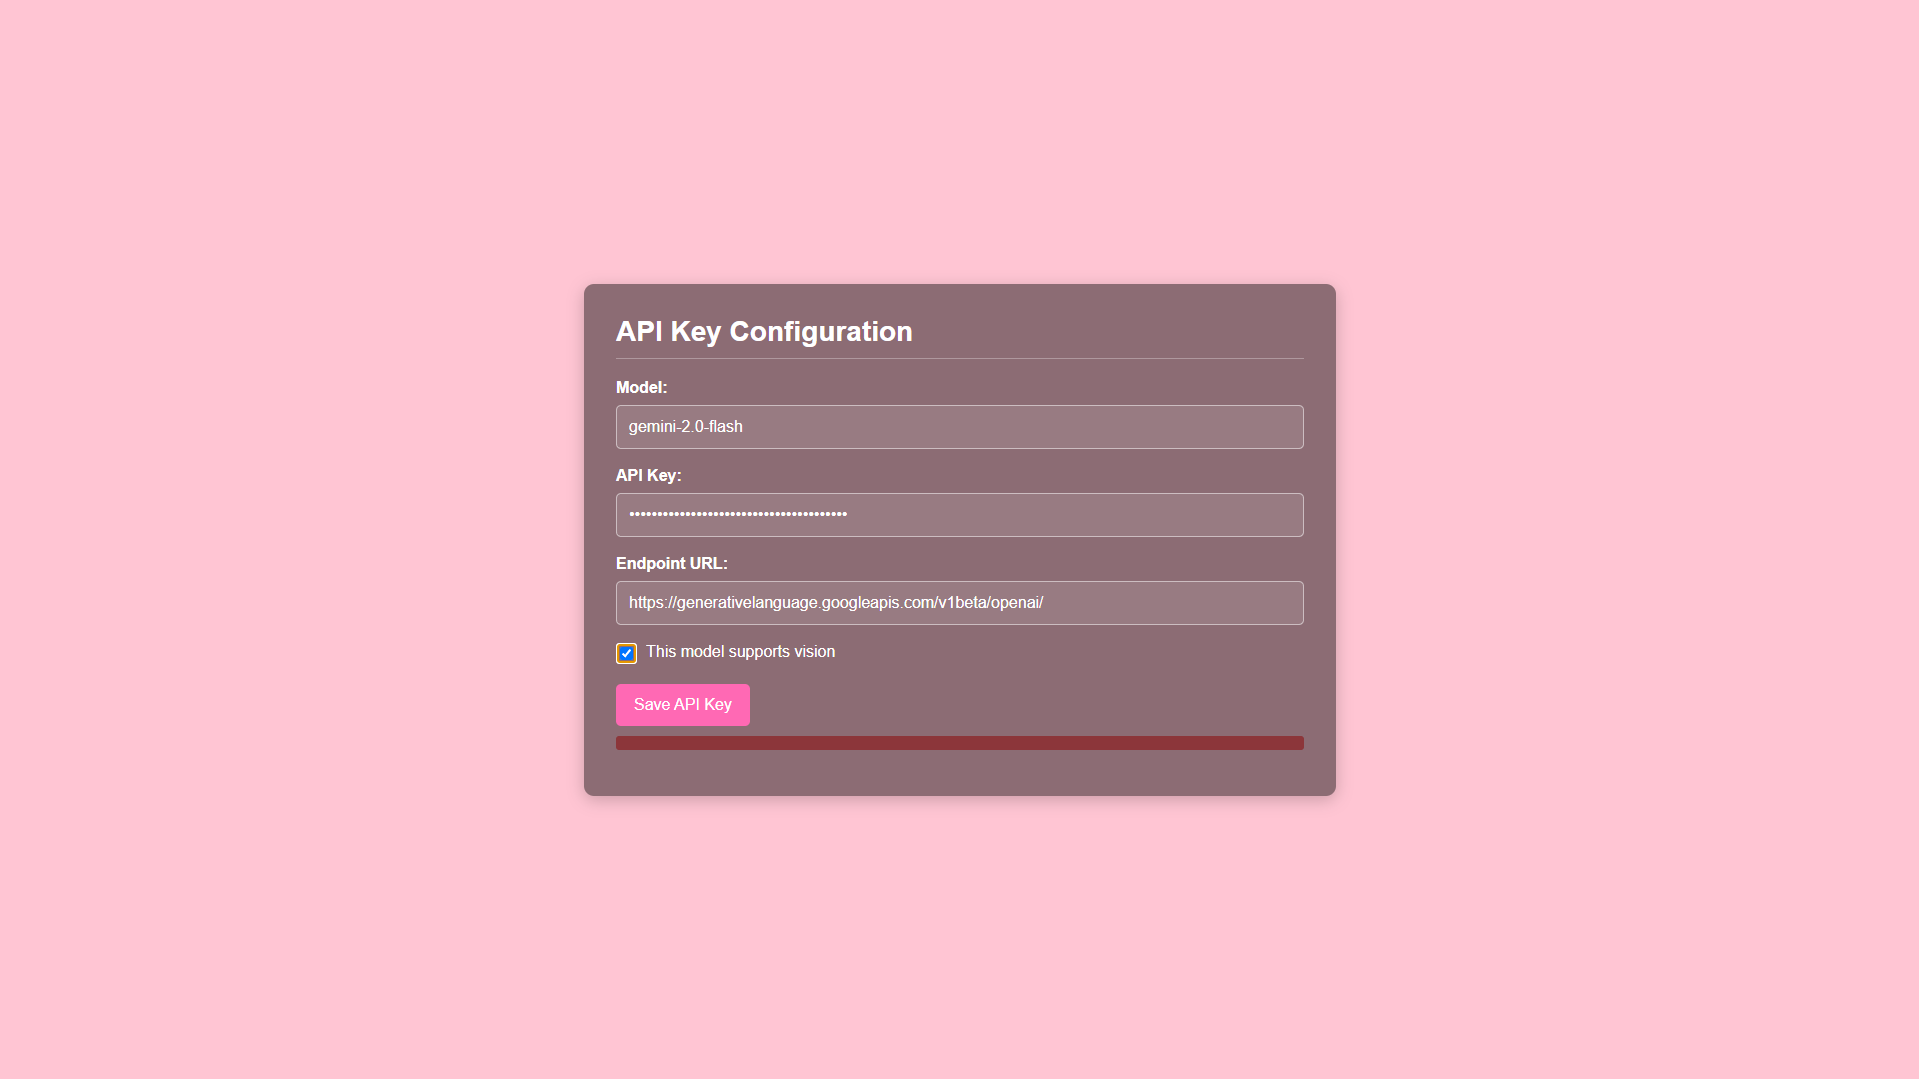 API Key Configuration
Model:
gemini-2.0-flash
API Key:
•••••••••••••••••••••••••••••••••••••••
Endpoint URL:
https://generativelanguage.googleapis.com/v1beta/openai/
This model supports vision
Save API Key